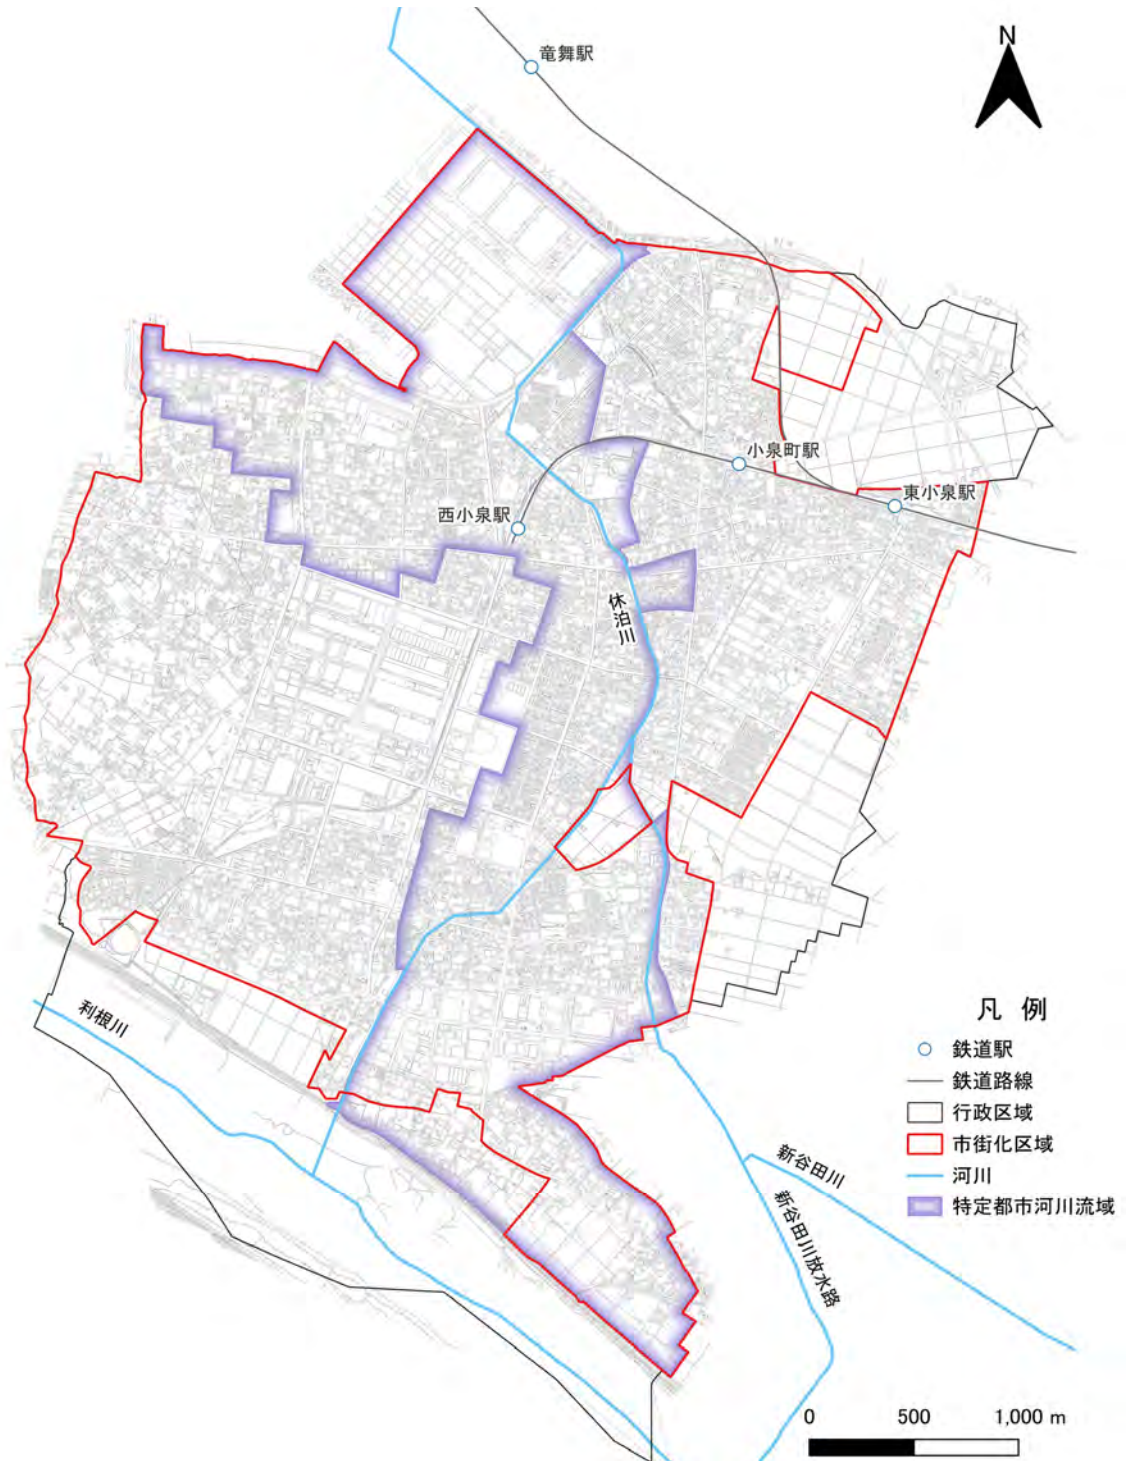 N
竜舞駅
小泉町駅
東小泉駅
西小泉駅
休泊川
利根川
新谷田川
新谷田川放水路
凡 例
鉄道駅
鉄道路線
行政区域
市街化区域
河川
特定都市河川流域
0 500 1,000 m